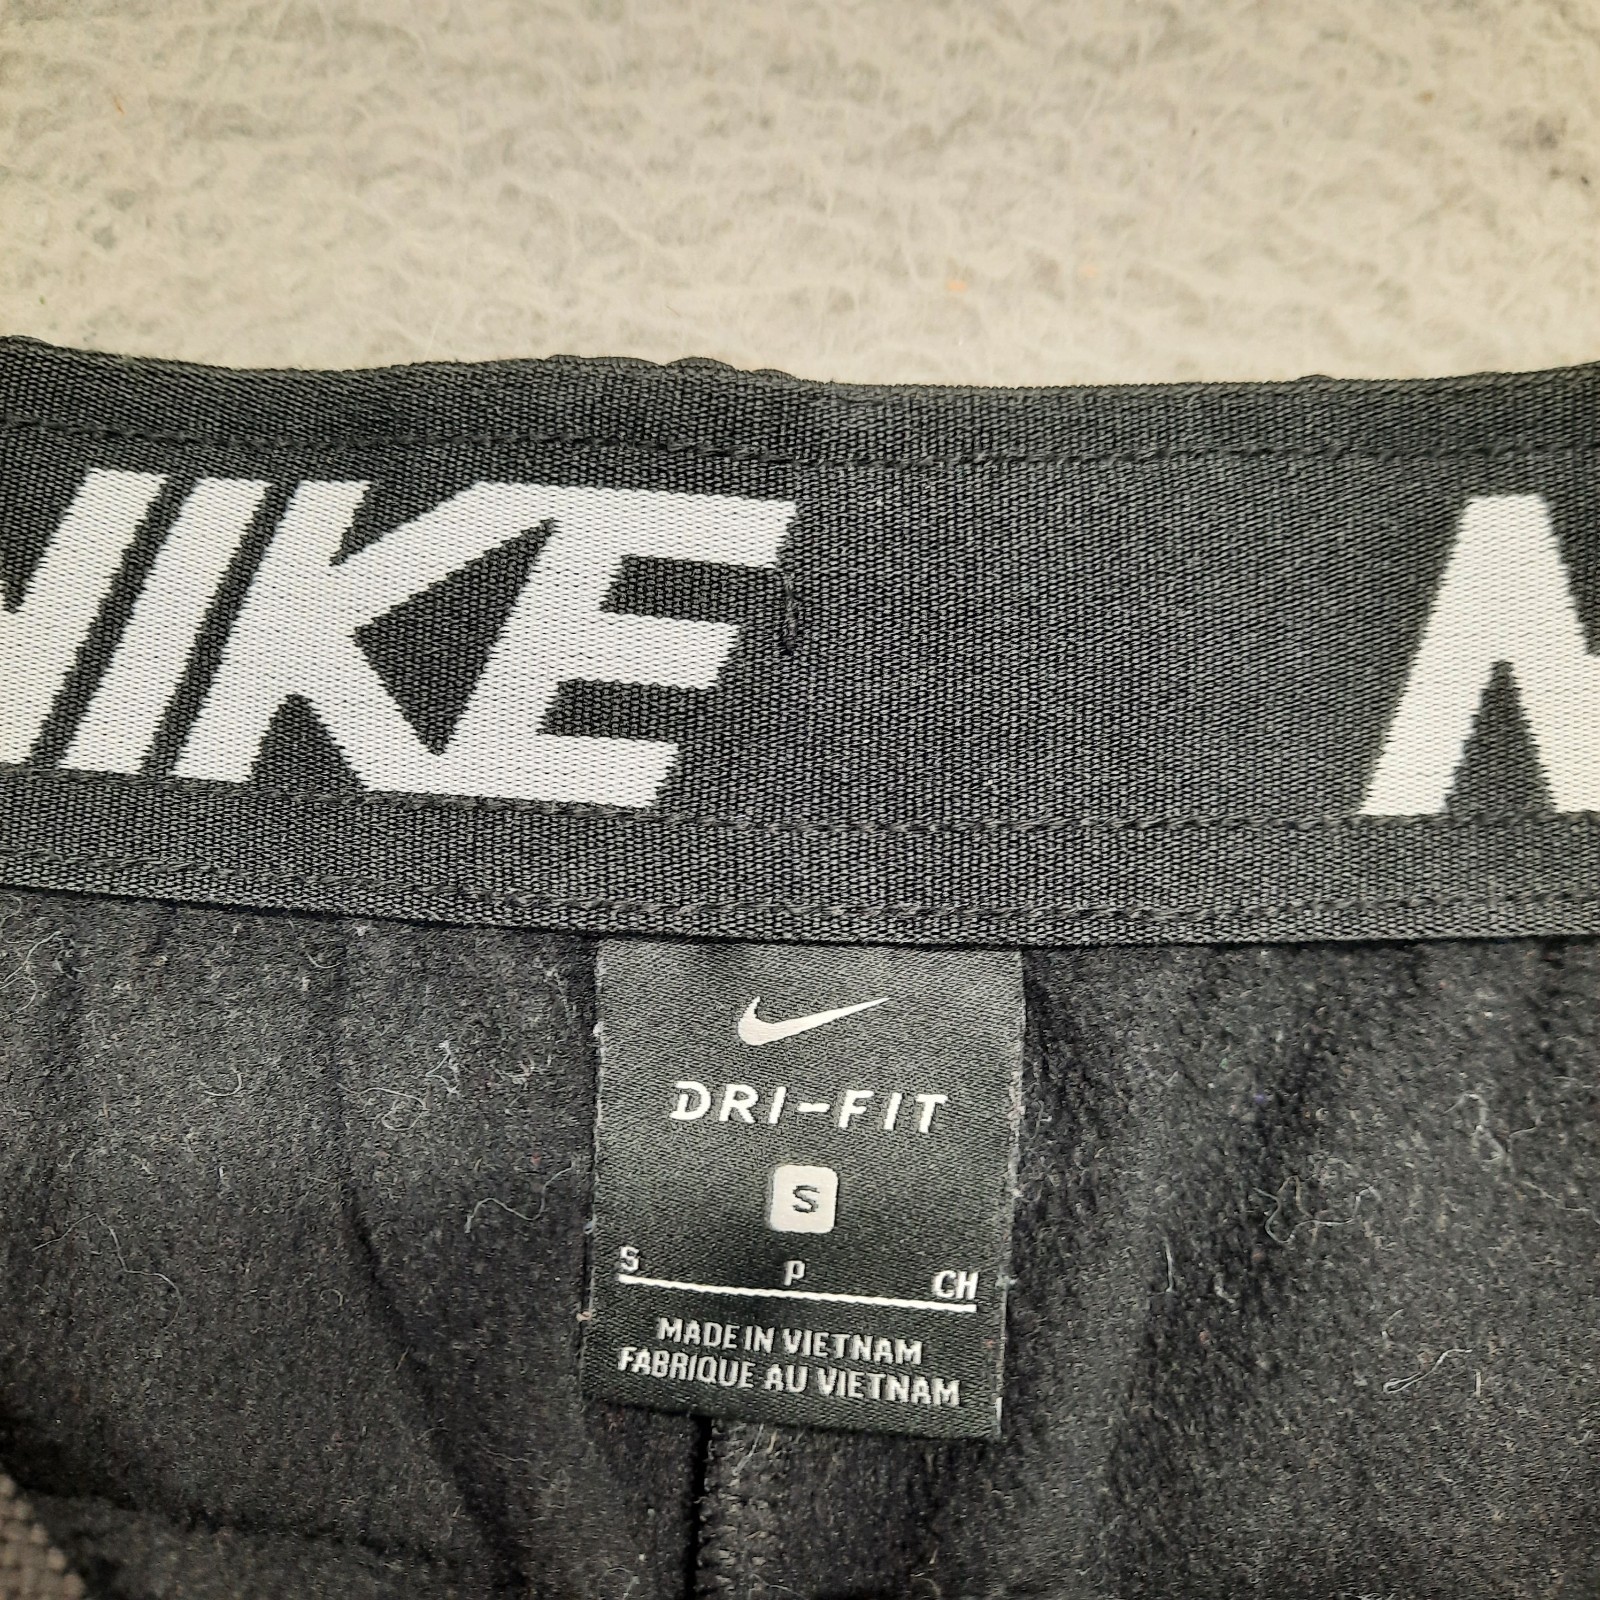 NIKE N
DRI-FIT
S
S P CH
MADE IN VIETNAM
FABRIQUE AU VIETNAM